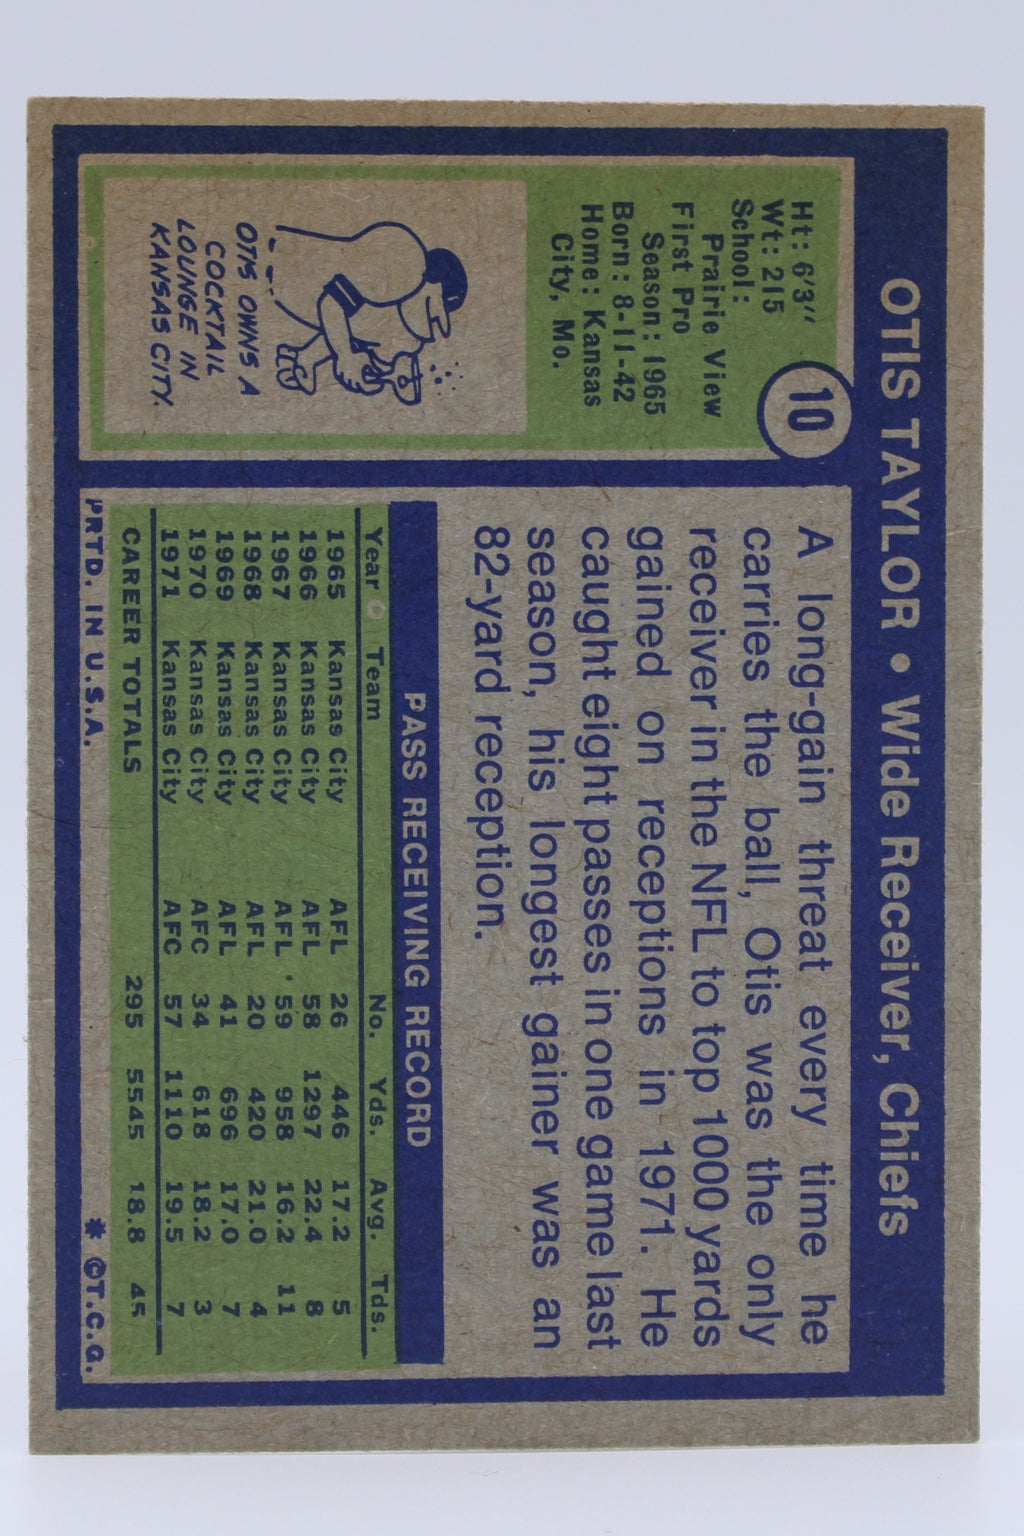 OTIS TAYLOR • Wide Receiver, Chiefs
10
Ht: 6'3"
Wt: 215
School:
Prairie View
First Pro
Season: 1965
Born: 8-11-42
Home: Kansas
City, Mo.
OTIS OWNS A
COCKTAIL
LOUNGE IN
KANSAS CITY.
A long-gain threat every time he
carries the ball, Otis was the only
receiver in the NFL to top 1000 yards
gained on receptions in 1971. He
caught eight passes in one game last
season, his longest gainer was an
82-yard reception.
PASS RECEIVING RECORD
Year Team No. Yds. Avg. Tds.
1965 Kansas City AFL 26 446 17.2 5
1966 Kansas City AFL 58 1297 22.4 8
1967 Kansas City AFL 59 958 16.2 11
1968 Kansas City AFL 20 420 21.0 4
1969 Kansas City AFL 41 696 17.0 7
1970 Kansas City AFC 34 618 18.2 3
1971 Kansas City AFC 57 1110 19.5 7
CAREER TOTALS 295 5545 18.8 45
PRTD. IN U.S.A. * ©T.C.G.